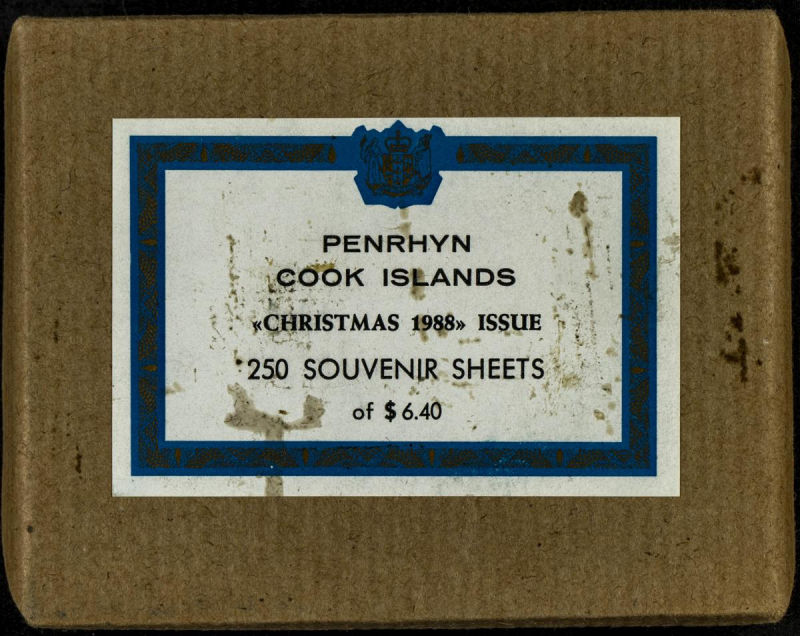 PENRHYN
COOK ISLANDS
«CHRISTMAS 1988» ISSUE
250 SOUVENIR SHEETS
of $6.40